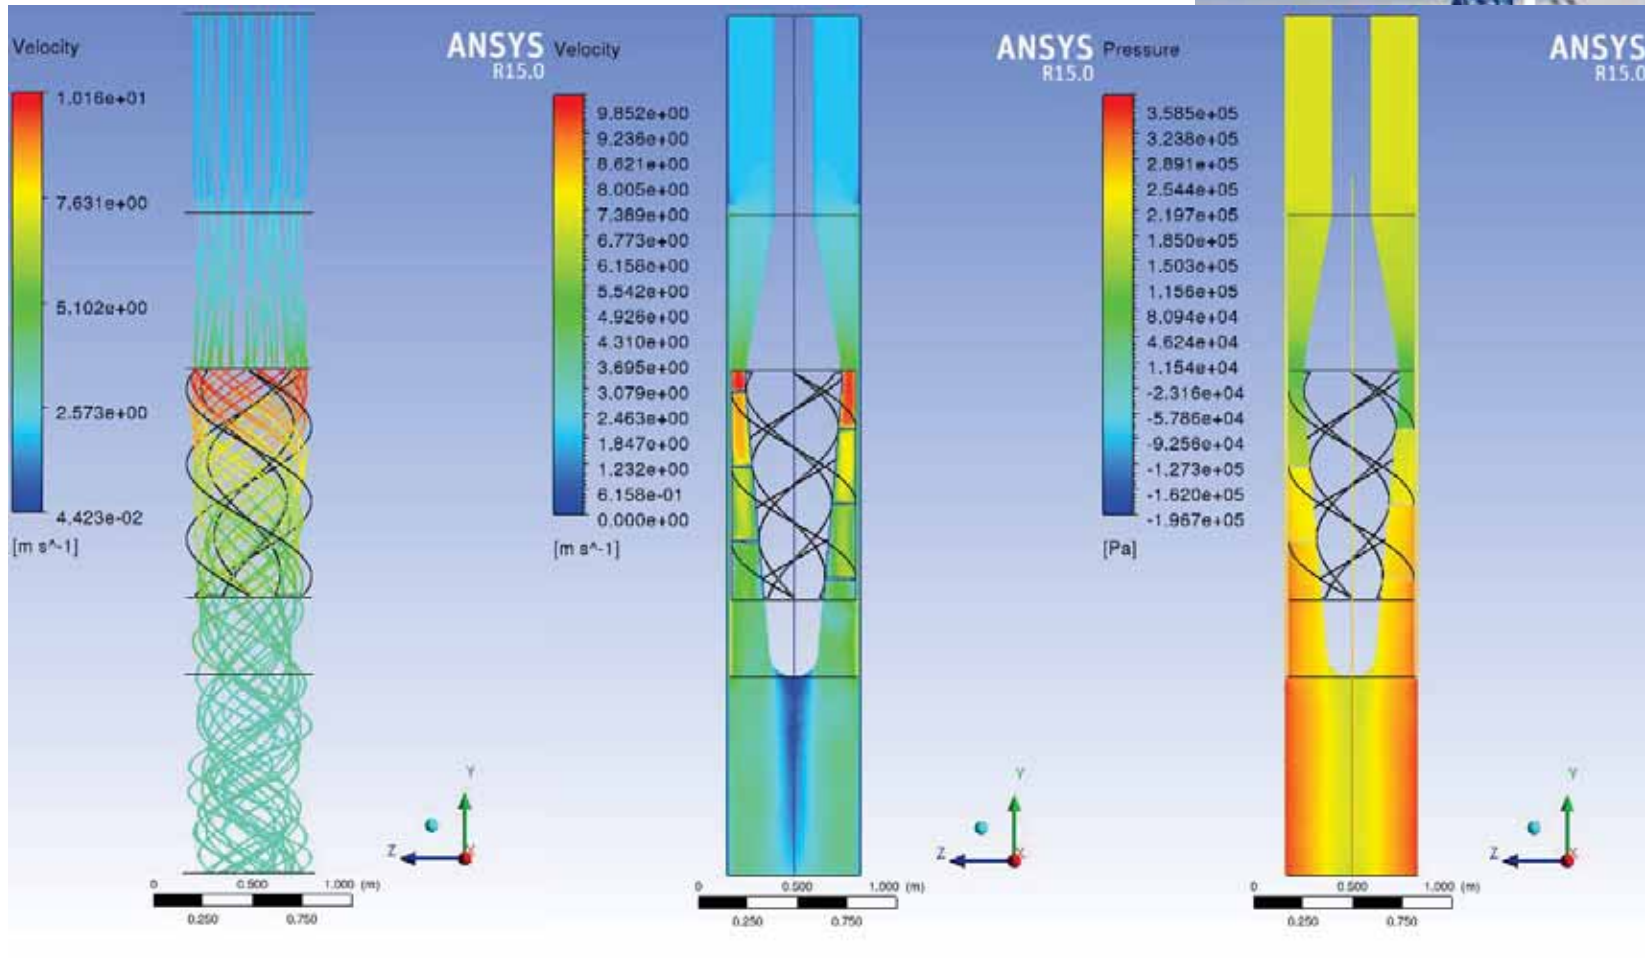 Velocity
ANSYS
R15.0
1.016e+01
7.631e+00
5.102e+00
2.573e+00
4.423e-02
[m s^-1]
Y
Z
X
0 0.500 1.000 (m)
0.250 0.750
Velocity
ANSYS
R15.0
9.852e+00
9.236e+00
8.621e+00
8.005e+00
7.389e+00
6.773e+00
6.158e+00
5.542e+00
4.926e+00
4.310e+00
3.695e+00
3.079e+00
2.463e+00
1.847e+00
1.232e+00
6.158e-01
0.000e+00
[m s^-1]
Y
Z
X
0 0.500 1.000 (m)
0.250 0.750
Pressure
ANSYS
R15.0
3.585e+05
3.238e+05
2.891e+05
2.544e+05
2.197e+05
1.850e+05
1.503e+05
1.156e+05
8.094e+04
4.624e+04
1.154e+04
-2.316e+04
-5.786e+04
-9.256e+04
-1.273e+05
-1.620e+05
-1.967e+05
[Pa]
Y
Z
X
0 0.500 1.000 (m)
0.250 0.750